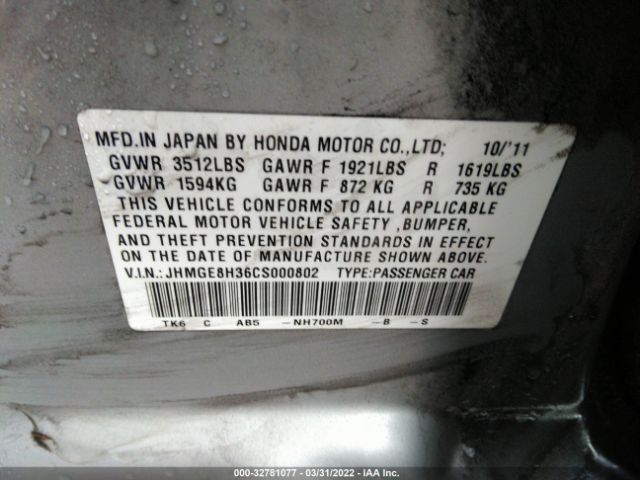 MFD.IN JAPAN BY HONDA MOTOR CO.,LTD; 10/'11
GVWR 3512LBS GAWR F 1921LBS R 1619LBS
GVWR 1594KG GAWR F 872 KG R 735 KG
THIS VEHICLE CONFORMS TO ALL APPLICABLE
FEDERAL MOTOR VEHICLE SAFETY ,BUMPER,
AND THEFT PREVENTION STANDARDS IN EFFECT
ON THE DATE OF MANUFACTURE SHOWN ABOVE.
V.I.N.: JHMGE8H36CS000802 TYPE:PASSENGER CAR
TK6 C AB5 -NH700M -B -S
000-32781077 - 03/31/2022 - IAA Inc.